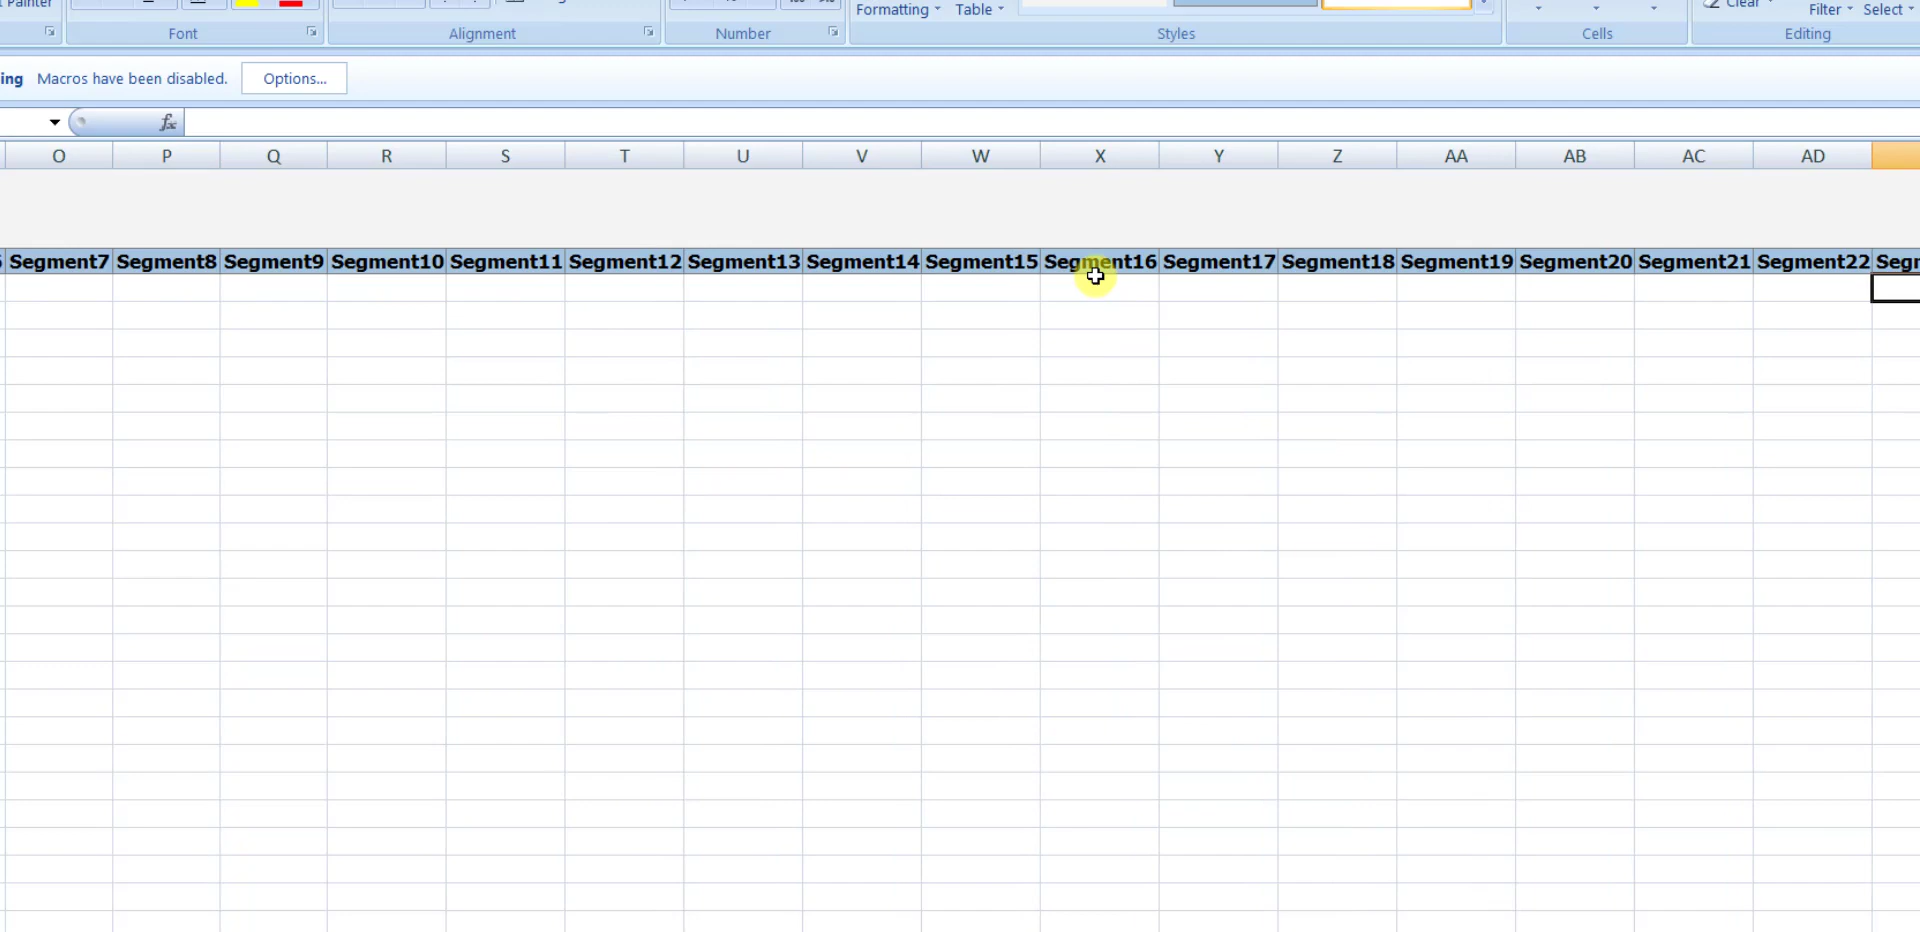 Painter
Formatting Table Clear Filter Select
Font Alignment Number Styles Cells Editing
ing Macros have been disabled. Options...
fx
O P Q R S T U V W X Y Z AA AB AC AD
Segment7 Segment8 Segment9 Segment10 Segment11 Segment12 Segment13 Segment14 Segment15 Segment16 Segment17 Segment18 Segment19 Segment20 Segment21 Segment22 Segm